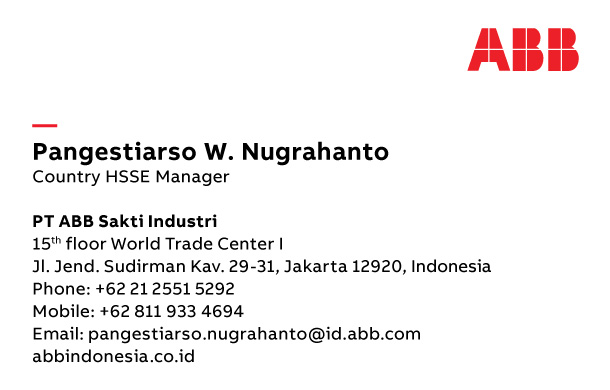 ABB
Pangestiarso W. Nugrahanto
Country HSSE Manager
PT ABB Sakti Industri
15th floor World Trade Center I
Jl. Jend. Sudirman Kav. 29-31, Jakarta 12920, Indonesia
Phone: +62 21 2551 5292
Mobile: +62 811 933 4694
Email: pangestiarso.nugrahanto@id.abb.com
abbindonesia.co.id